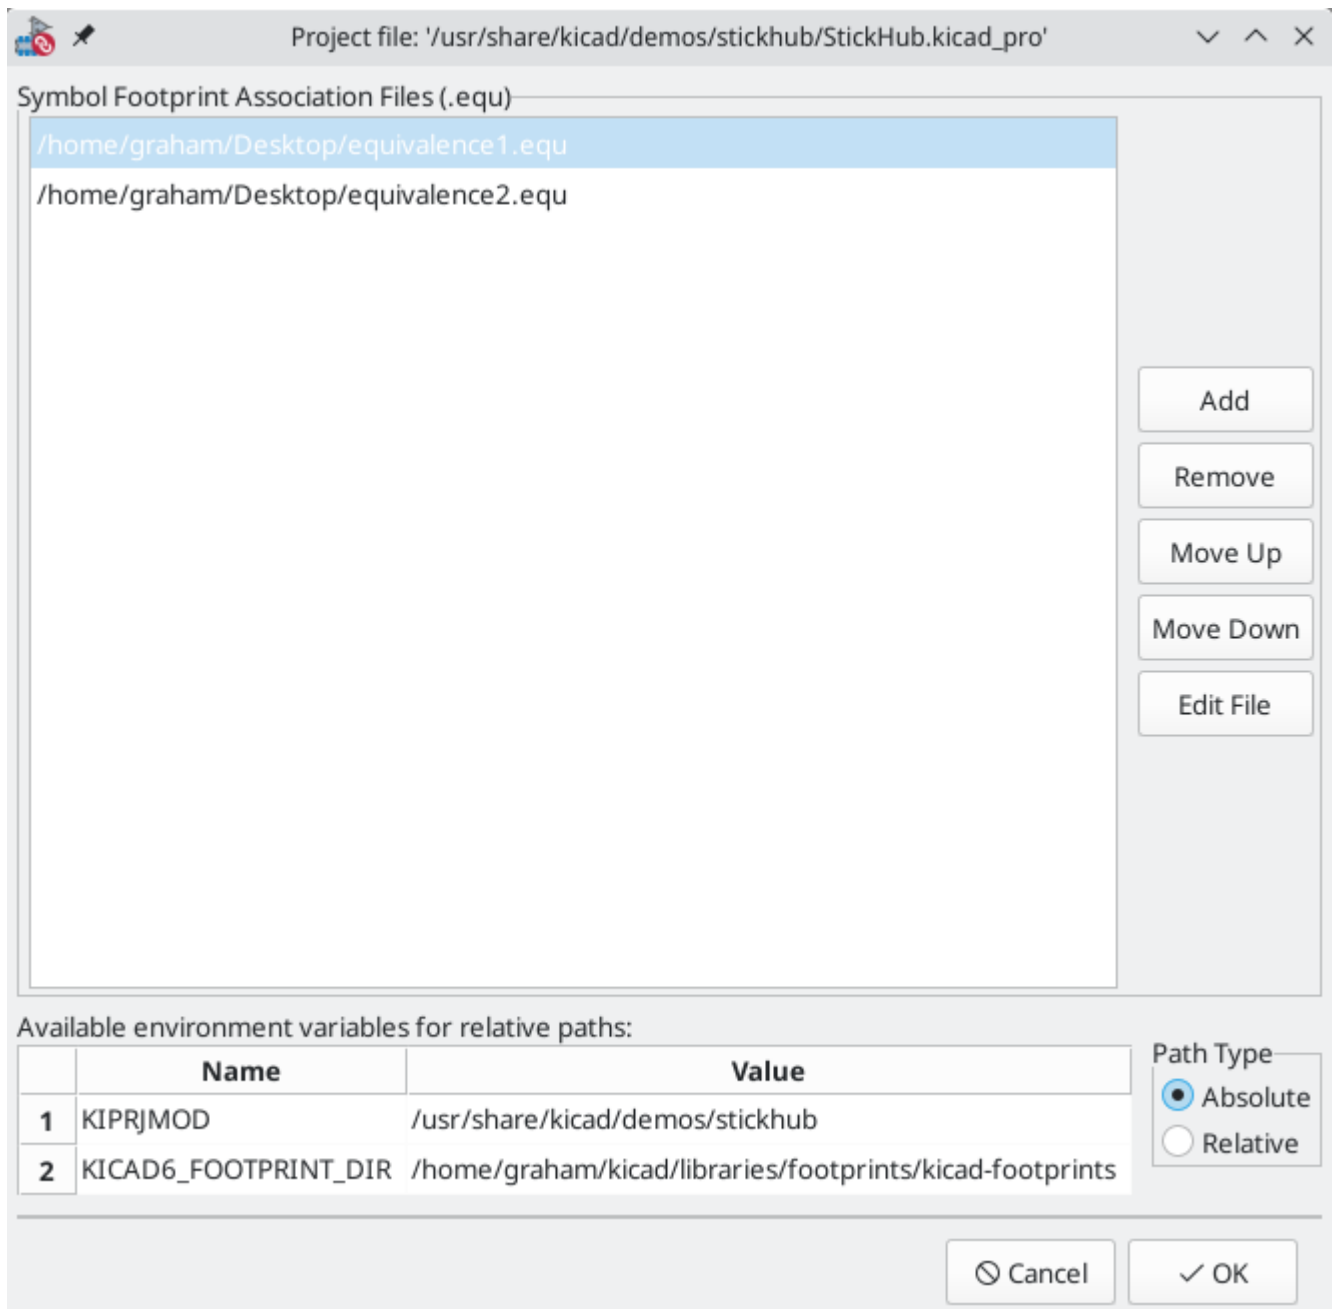 Project file: '/usr/share/kicad/demos/stickhub/StickHub.kicad_pro'
Symbol Footprint Association Files (.equ)
/home/graham/Desktop/equivalence1.equ
/home/graham/Desktop/equivalence2.equ
Add
Remove
Move Up
Move Down
Edit File
Available environment variables for relative paths:
Name Value
1 KIPRJMOD /usr/share/kicad/demos/stickhub
2 KICAD6_FOOTPRINT_DIR /home/graham/kicad/libraries/footprints/kicad-footprints
Path Type
Absolute
Relative
Cancel OK